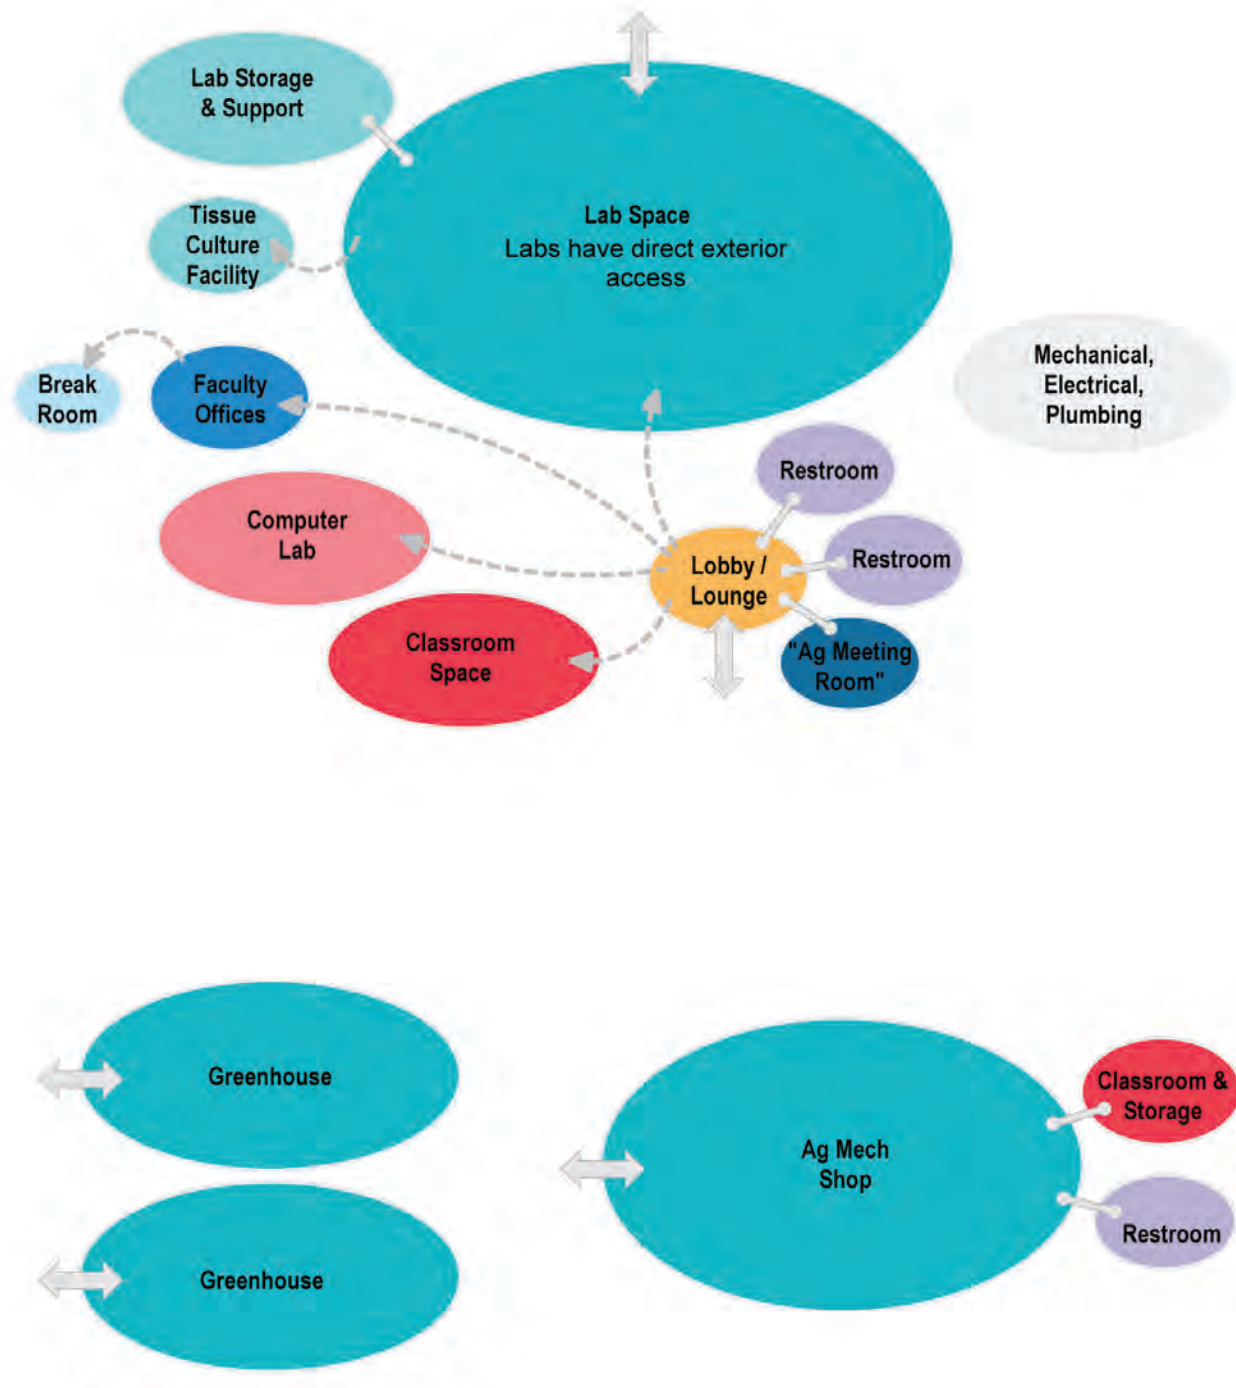 Lab Storage
& Support
Lab Space
Labs have direct exterior
access
Tissue
Culture
Facility
Mechanical,
Electrical,
Plumbing
Break
Room
Faculty
Offices
Restroom
Computer
Lab
Restroom
Lobby /
Lounge
Classroom
Space
"Ag Meeting
Room"
Greenhouse
Classroom &
Storage
Ag Mech
Shop
Restroom
Greenhouse